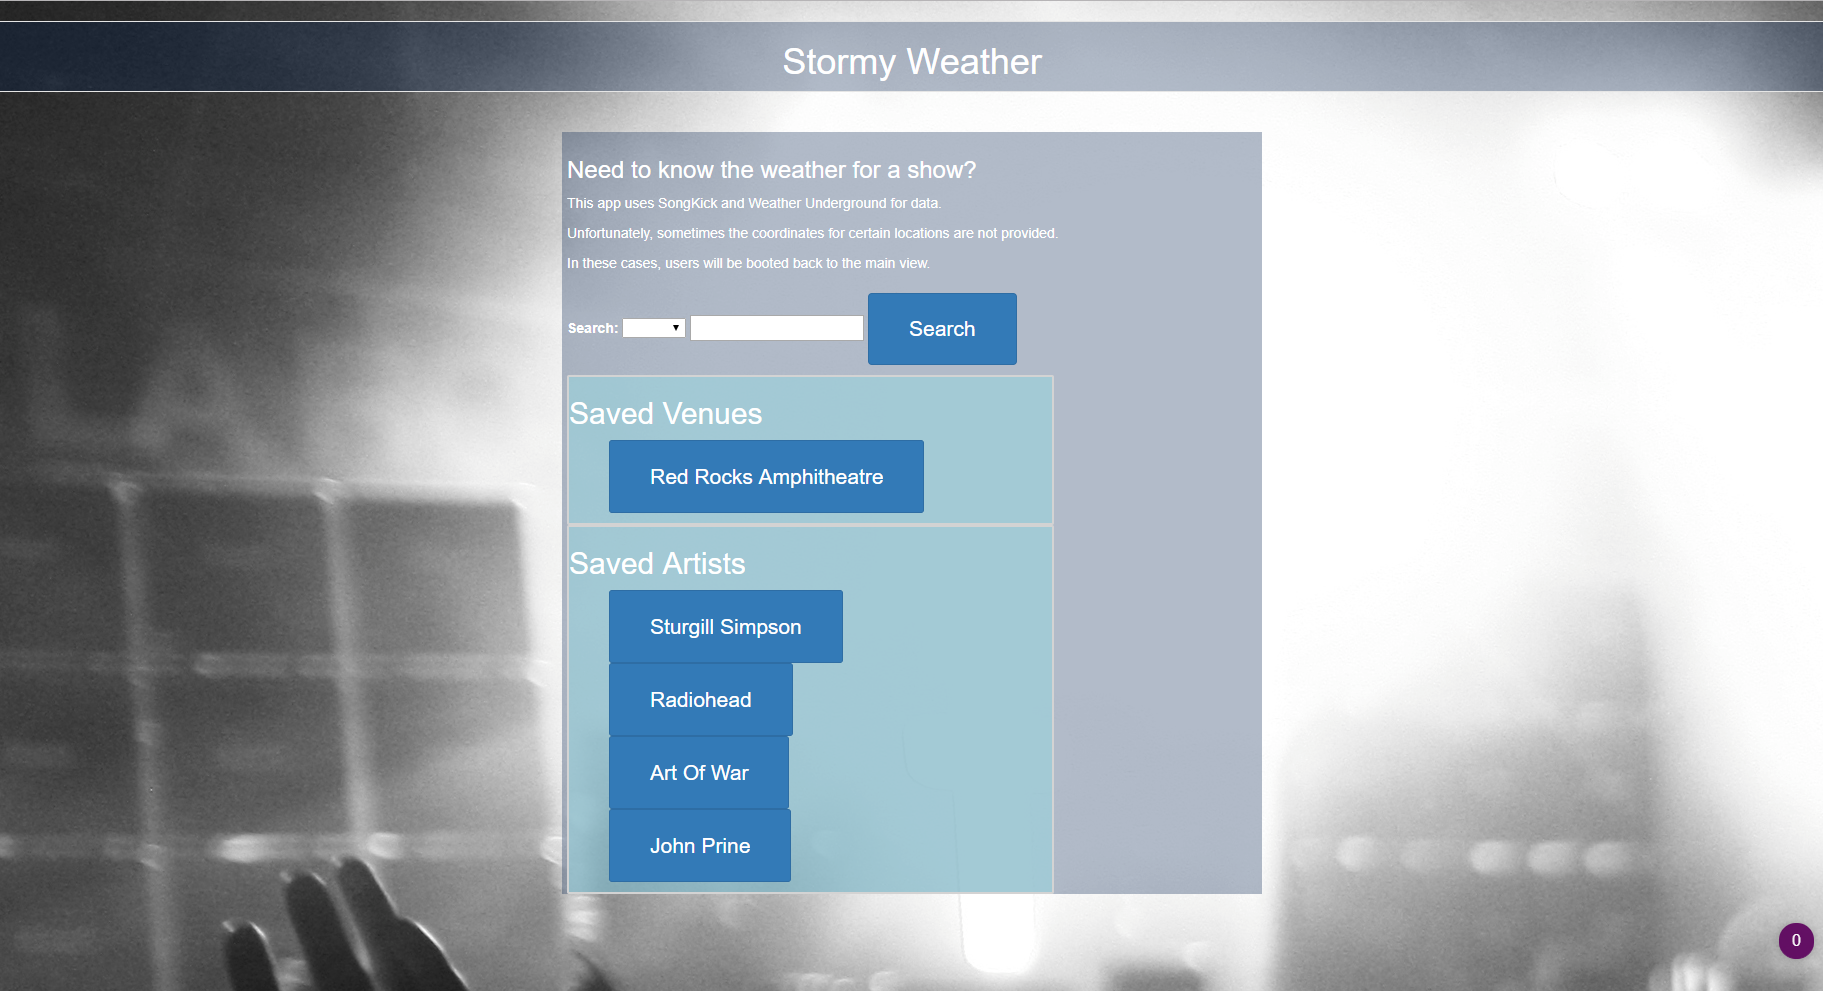 Stormy Weather
Need to know the weather for a show?
This app uses SongKick and Weather Underground for data.
Unfortunately, sometimes the coordinates for certain locations are not provided.
In these cases, users will be booted back to the main view.
Search: Search
Saved Venues
Red Rocks Amphitheatre
Saved Artists
Sturgill Simpson
Radiohead
Art Of War
John Prine
0